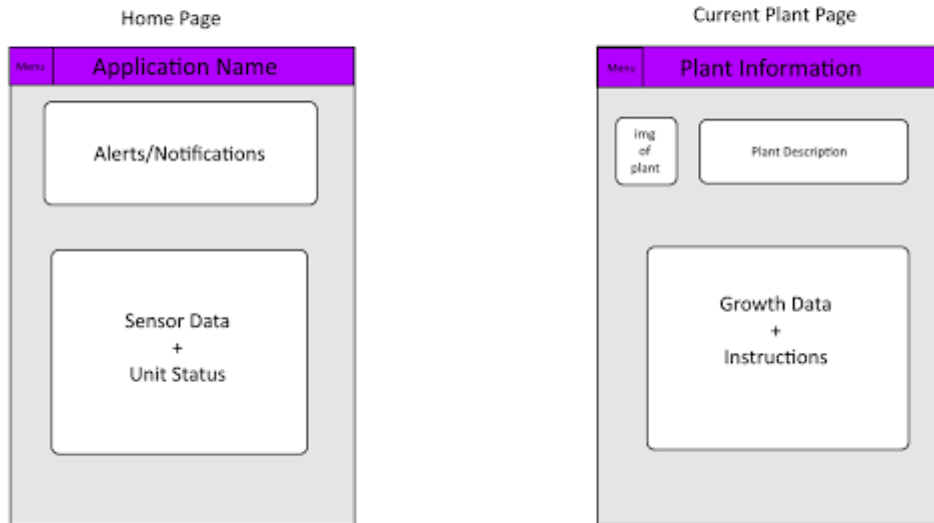 Home Page
Menu
Application Name
Alerts/Notifications
Sensor Data
+
Unit Status
Current Plant Page
Menu
Plant Information
img
of
plant
Plant Description
Growth Data
+
Instructions